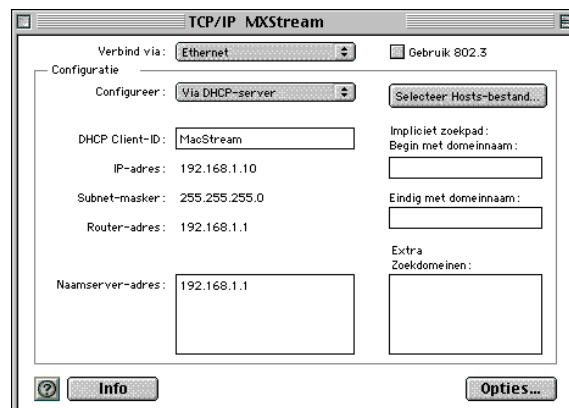 TCP/IP MXStream
Verbind via: Ethernet
Gebruik 802.3
Configuratie
Configureer: Via DHCP-server
Selecteer Hosts-bestand...
DHCP Client-ID: MacStream
IP-adres: 192.168.1.10
Subnet-masker: 255.255.255.0
Router-adres: 192.168.1.1
Naamserver-adres: 192.168.1.1
Impliciet zoekpad:
Begin met domeinnaam:
Eindig met domeinnaam:
Extra
Zoekdomeinen:
?
Info
Opties...